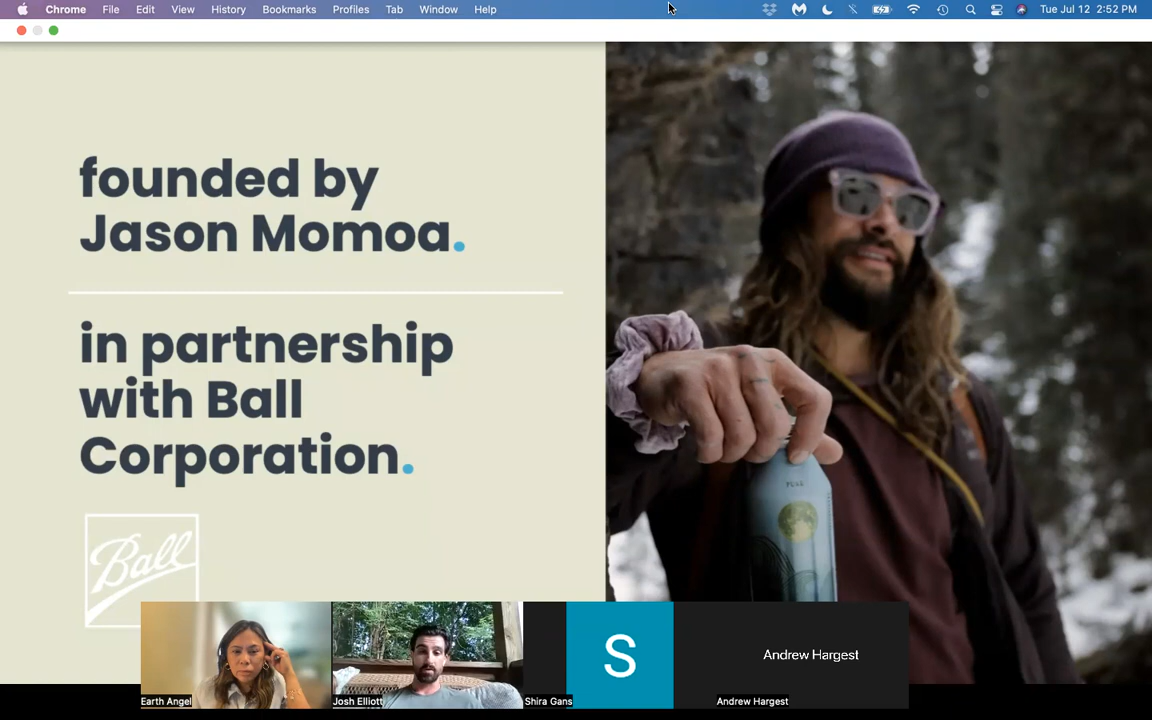 Chrome File Edit View History Bookmarks Profiles Tab Window Help Tue Jul 12 2:52 PM
founded by
Jason Momoa.
in partnership
with Ball
Corporation.
Ball
S
Andrew Hargest
Earth Angel
Josh Elliott
Shira Gans
Andrew Hargest